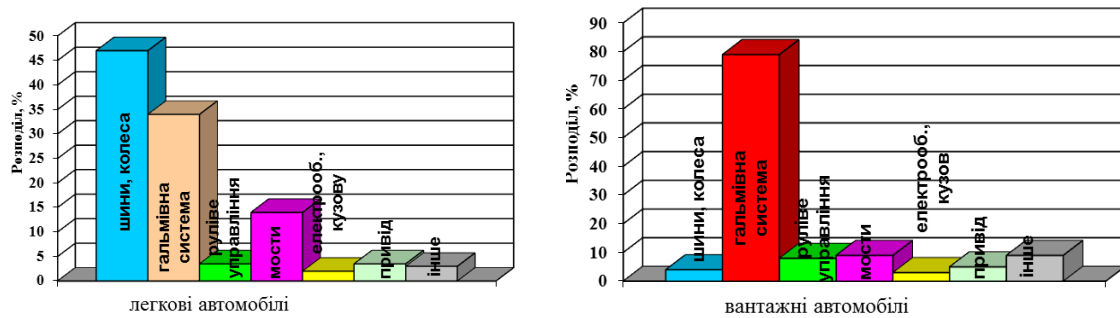 Розподіл, %
50
45
40
35
30
25
20
15
10
5
0
шини, колеса
гальмівна
система
руліве
управління
мости
електрооб.,
кузову
привід
інше
легкові автомобілі
Розподіл, %
90
80
70
60
50
40
30
20
10
0
шини, колеса
гальмівна
система
руліве
управління
мости
електрооб.,
кузов
привід
інше
вантажні автомобілі